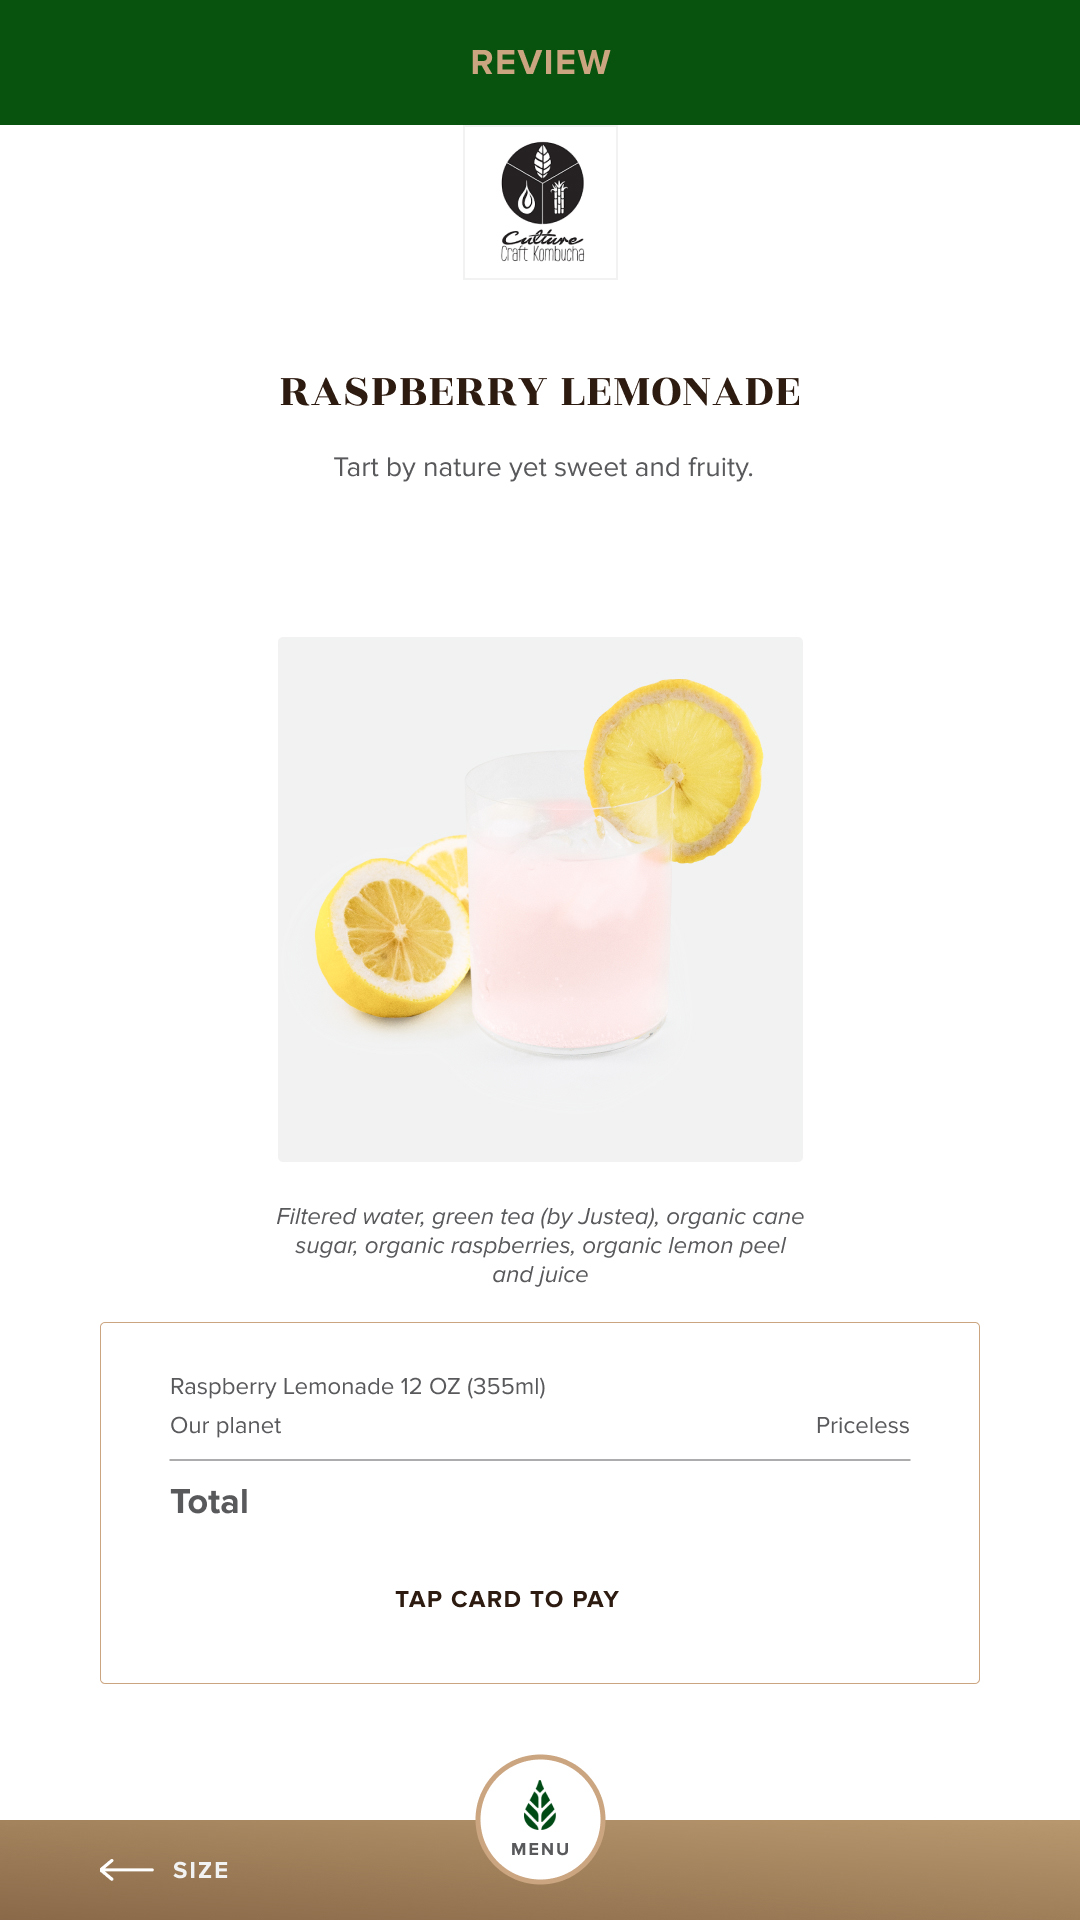 REVIEW
Culture
Craft Kombucha
RASPBERRY LEMONADE
Tart by nature yet sweet and fruity.
Filtered water, green tea (by Justea), organic cane
sugar, organic raspberries, organic lemon peel
and juice
Raspberry Lemonade 12 OZ (355ml)
Our planet Priceless
Total
TAP CARD TO PAY
MENU
SIZE